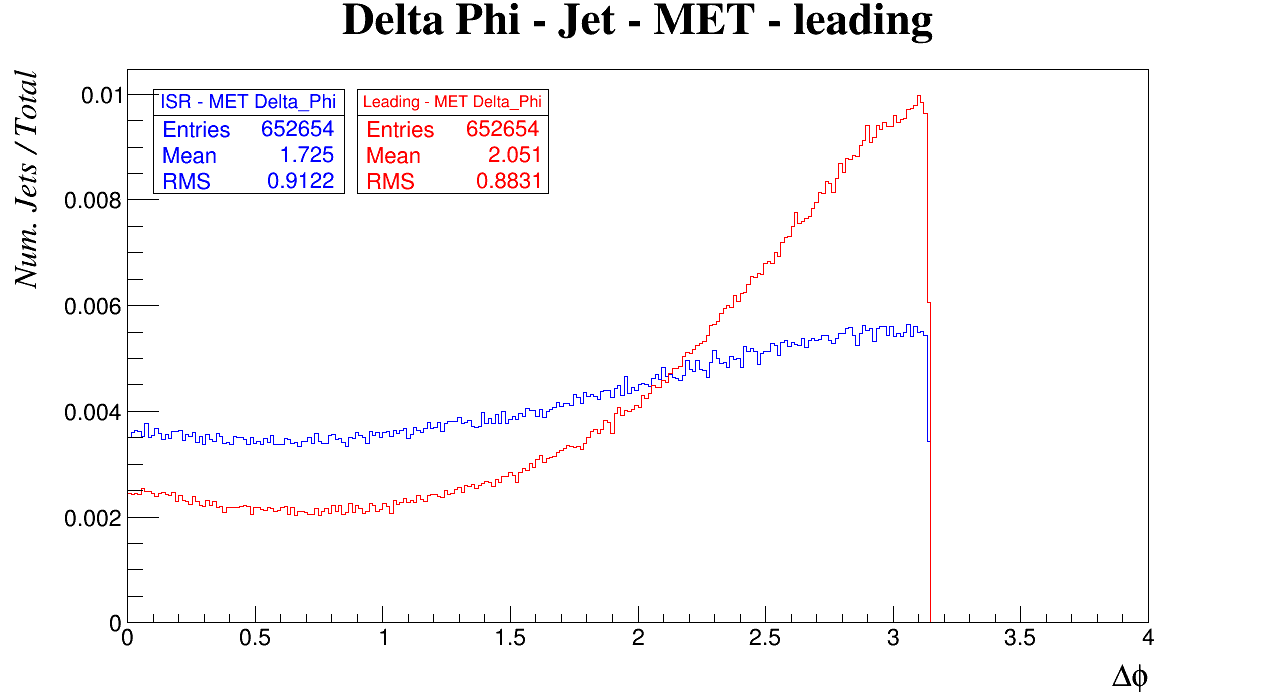 Delta Phi - Jet - MET - leading
Num. Jets / Total
0.01
0.008
0.006
0.004
0.002
0
ISR - MET Delta_Phi
Entries 652654
Mean 1.725
RMS 0.9122
Leading - MET Delta_Phi
Entries 652654
Mean 2.051
RMS 0.8831
0 0.5 1 1.5 2 2.5 3 3.5 4
Δϕ